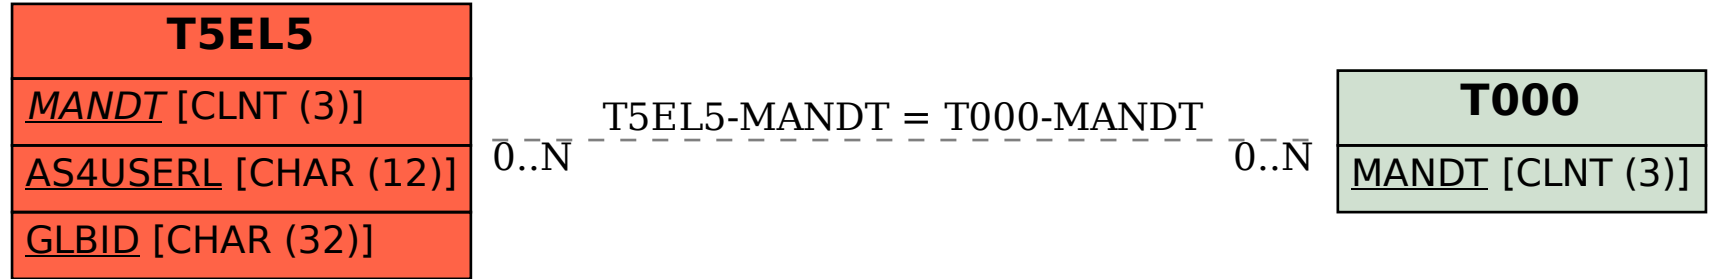 T5EL5
MANDT [CLNT (3)]
AS4USERL [CHAR (12)]
GLBID [CHAR (32)]
T5EL5-MANDT = T000-MANDT
0..N
0..N
T000
MANDT [CLNT (3)]